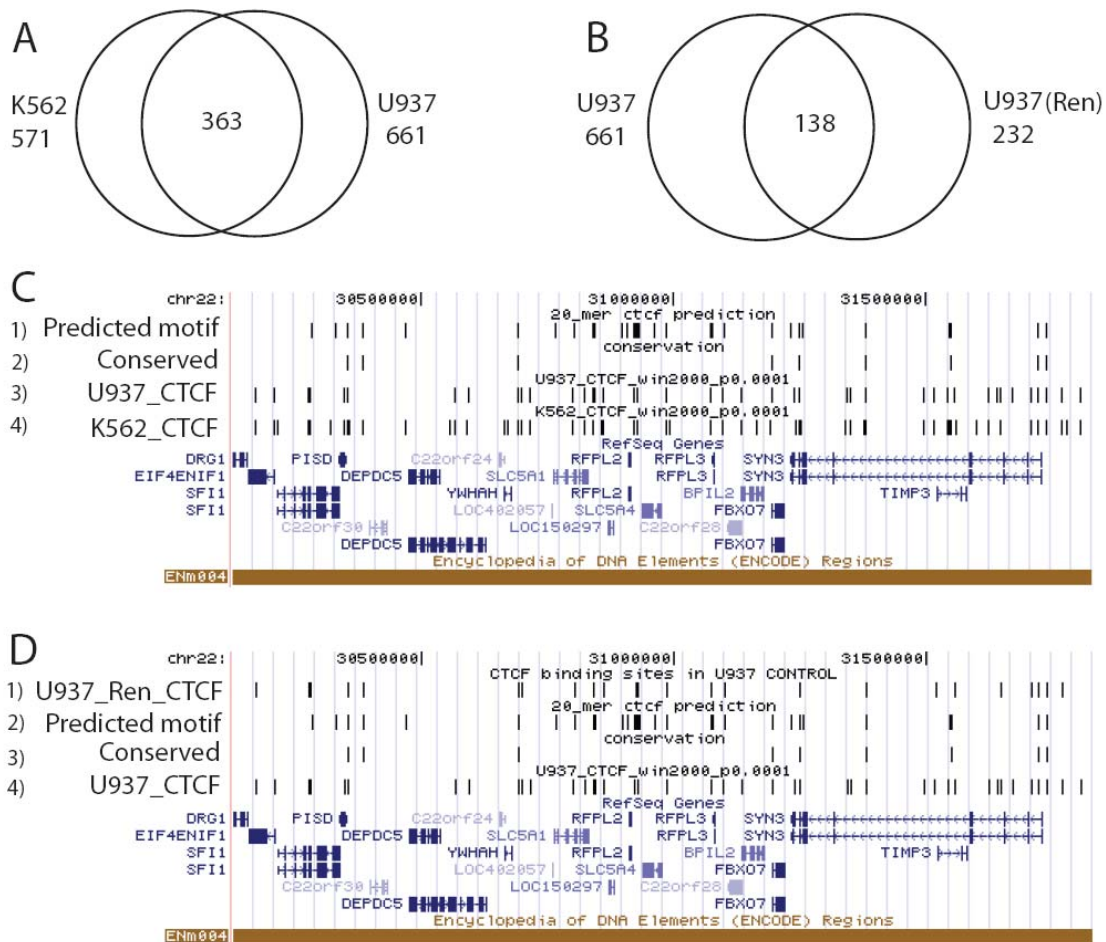 A
B
K562
571
363
U937
661
U937
661
138
U937(Ren)
232
C
chr22: 30500000| 31000000| 31500000|
20_mer ctcf prediction
1) Predicted motif
conservation
2) Conserved
U937_CTCF_win2000_p0.0001
3) U937_CTCF
K562_CTCF_win2000_p0.0001
4) K562_CTCF
RefSeq Genes
DRG1 PISD C22orf24 RFPL2 RFPL3 SYN3
EIF4ENIF1 DEPDC5 SLC5A1 RFPL3 SYN3
SFI1 YWHAH RFPL2 BPIL2 TIMP3
SFI1 LOC402057 SLC5A4 FBXO7
C22orf30 LOC150297 C22orf28
DEPDC5 FBXO7
Encyclopedia of DNA Elements (ENCODE) Regions
ENm004
D
chr22: 30500000| 31000000| 31500000|
CTCF binding sites in U937 CONTROL
1) U937_Ren_CTCF
20_mer ctcf prediction
2) Predicted motif
conservation
3) Conserved
U937_CTCF_win2000_p0.0001
4) U937_CTCF
RefSeq Genes
DRG1 PISD C22orf24 RFPL2 RFPL3 SYN3
EIF4ENIF1 DEPDC5 SLC5A1 RFPL3 SYN3
SFI1 YWHAH RFPL2 BPIL2 TIMP3
SFI1 LOC402057 SLC5A4 FBXO7
C22orf30 LOC150297 C22orf28
DEPDC5 FBXO7
Encyclopedia of DNA Elements (ENCODE) Regions
ENm004